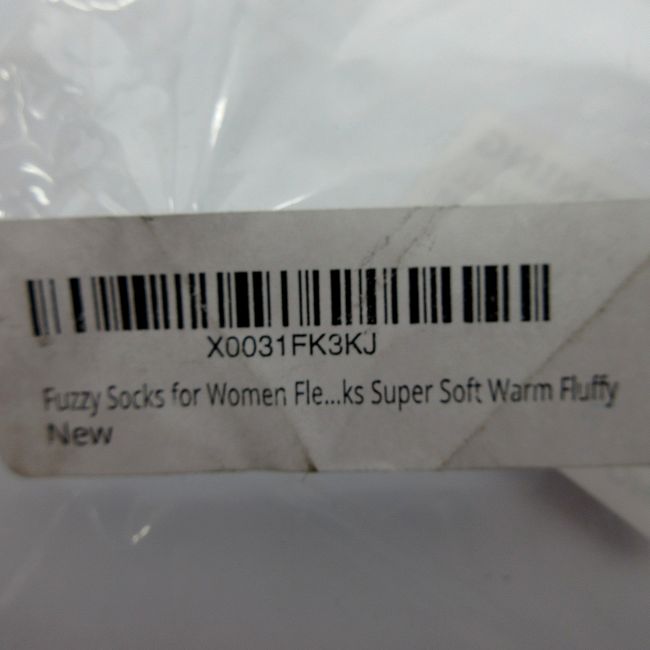 X0031FK3KJ
Fuzzy Socks for Women Fle...ks Super Soft Warm Fluffy
New